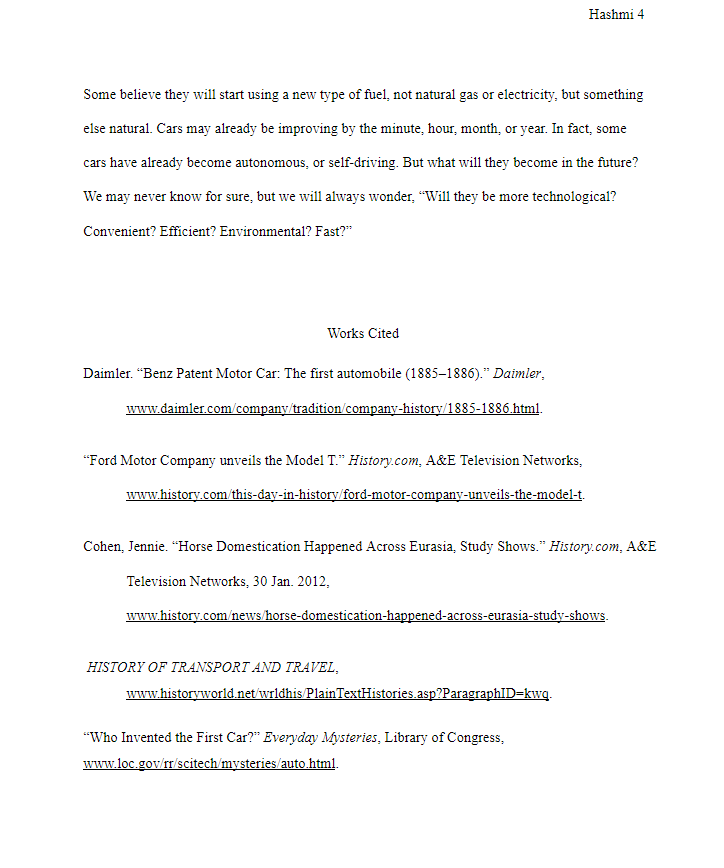 Hashmi 4
Some believe they will start using a new type of fuel, not natural gas or electricity, but something
else natural. Cars may already be improving by the minute, hour, month, or year. In fact, some
cars have already become autonomous, or self-driving. But what will they become in the future?
We may never know for sure, but we will always wonder, “Will they be more technological?
Convenient? Efficient? Environmental? Fast?”
Works Cited
Daimler. “Benz Patent Motor Car: The first automobile (1885–1886).” Daimler,
www.daimler.com/company/tradition/company-history/1885-1886.html.
“Ford Motor Company unveils the Model T.” History.com, A&E Television Networks,
www.history.com/this-day-in-history/ford-motor-company-unveils-the-model-t.
Cohen, Jennie. “Horse Domestication Happened Across Eurasia, Study Shows.” History.com, A&E
Television Networks, 30 Jan. 2012,
www.history.com/news/horse-domestication-happened-across-eurasia-study-shows.
HISTORY OF TRANSPORT AND TRAVEL,
www.historyworld.net/wrldhis/PlainTextHistories.asp?ParagraphID=kwq.
“Who Invented the First Car?” Everyday Mysteries, Library of Congress,
www.loc.gov/rr/scitech/mysteries/auto.html.